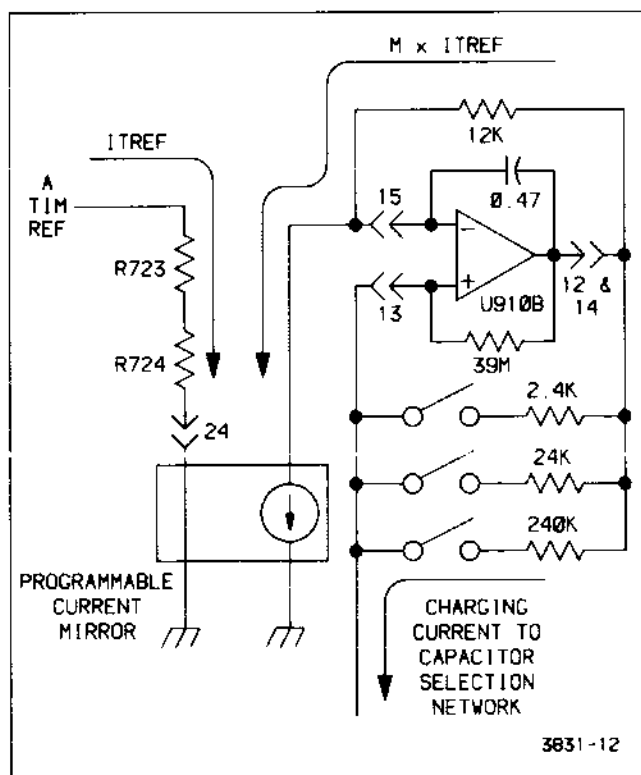 M x ITREF
12K
ITREF
A
TIM
REF
15
0.47
R723
13
U910B
12 &
14
39M
R724
24
2.4K
24K
240K
PROGRAMMABLE
CURRENT
MIRROR
CHARGING
CURRENT TO
CAPACITOR
SELECTION
NETWORK
3831-12